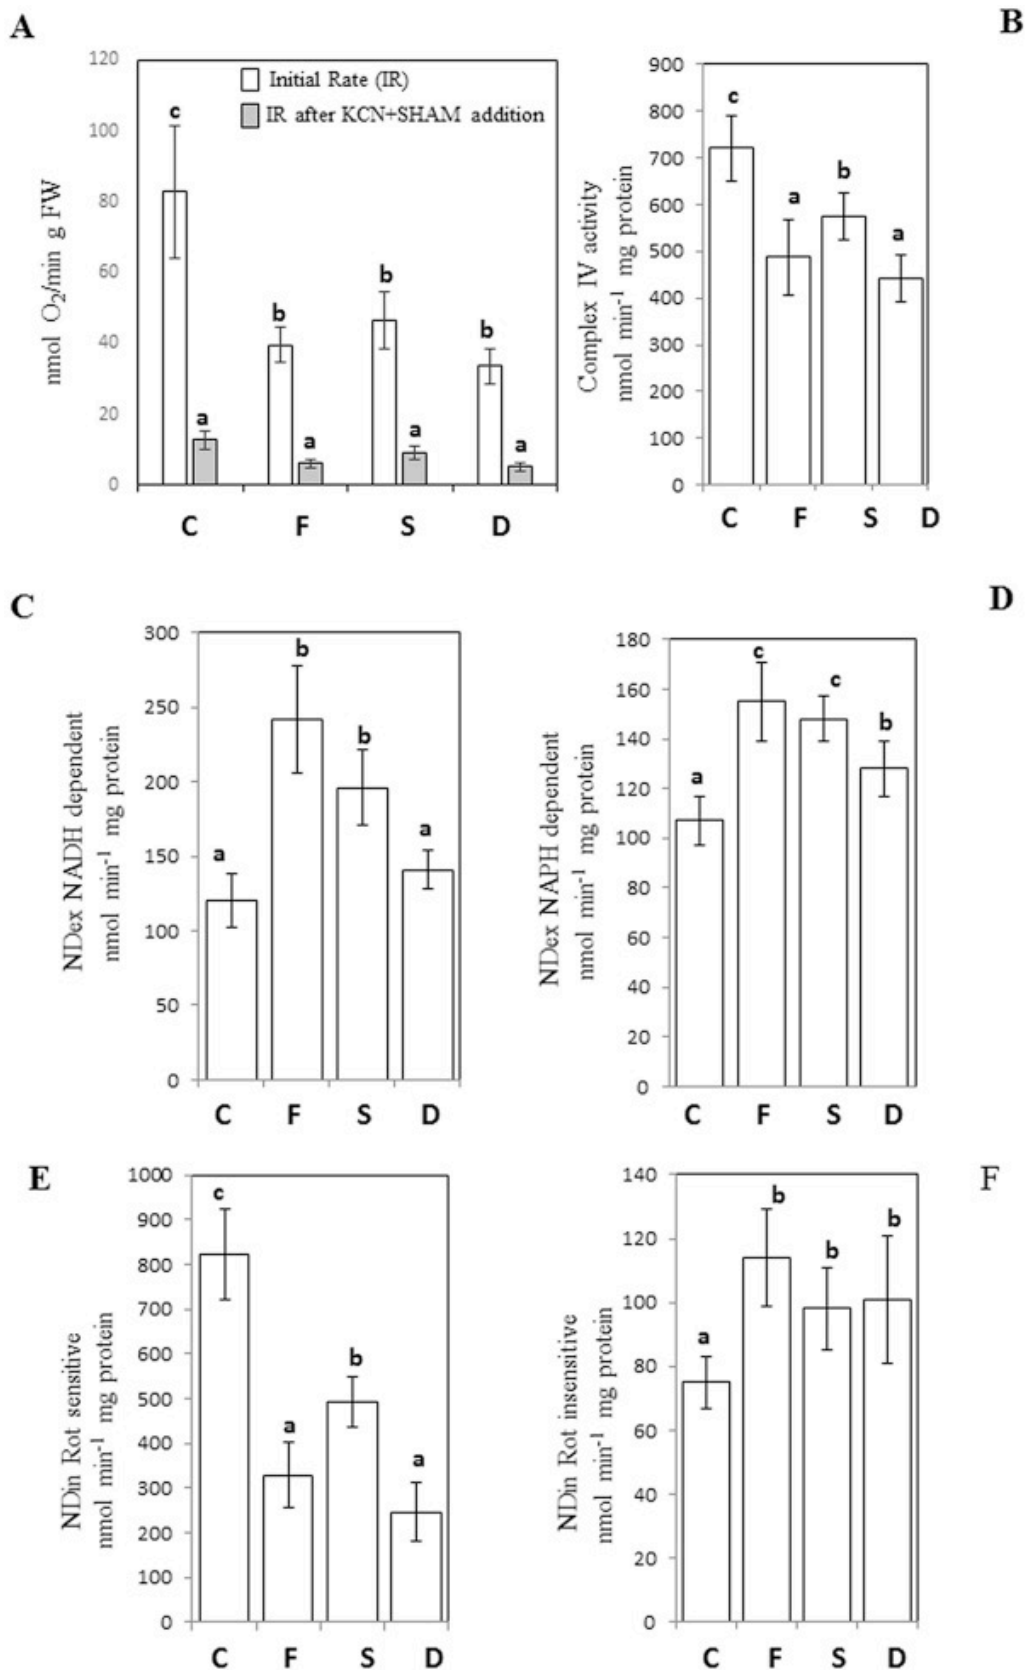 A
B
120
100
80
60
40
20
0
nmol O₂/min g FW
Initial Rate (IR)
IR after KCN+SHAM addition
c
a
b
a
b
a
b
a
C F S D
900
800
700
600
500
400
300
200
100
0
Complex IV activity
nmol min⁻¹ mg protein
c
a
b
a
C F S D
C
D
300
250
200
150
100
50
0
NDex NADH dependent
nmol min⁻¹ mg protein
a
b
b
a
C F S D
180
160
140
120
100
80
60
40
20
0
NDex NAPH dependent
nmol min⁻¹ mg protein
a
c
c
b
C F S D
E
F
1000
900
800
700
600
500
400
300
200
100
0
NDin Rot sensitive
nmol min⁻¹ mg protein
c
a
b
a
C F S D
140
120
100
80
60
40
20
0
NDin Rot insensitive
nmol min⁻¹ mg protein
a
b
b
b
C F S D